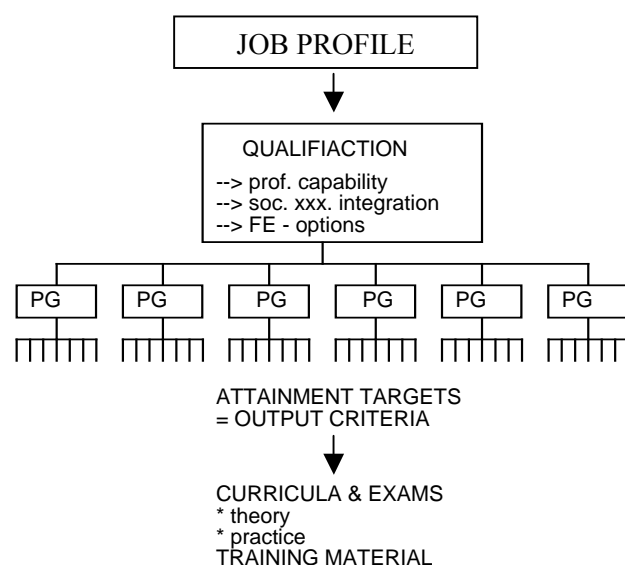 JOB PROFILE
QUALIFIACTION
--> prof. capability
--> soc. xxx. integration
--> FE - options
PG PG PG PG PG PG
ATTAINMENT TARGETS
= OUTPUT CRITERIA
CURRICULA & EXAMS
* theory
* practice
TRAINING MATERIAL